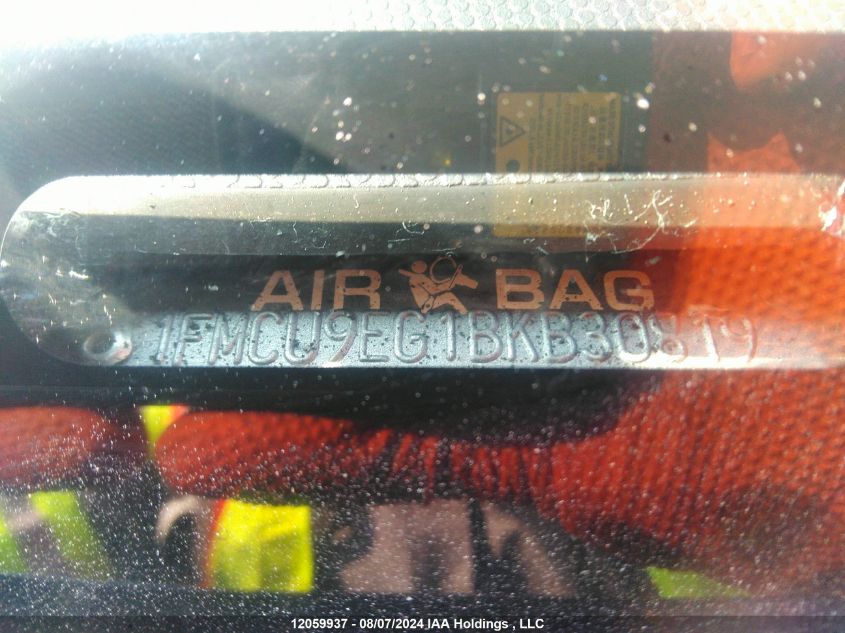 AIR BAG
1FMCU9EG1BKB30819
12059937 - 08/07/2024 IAA Holdings , LLC